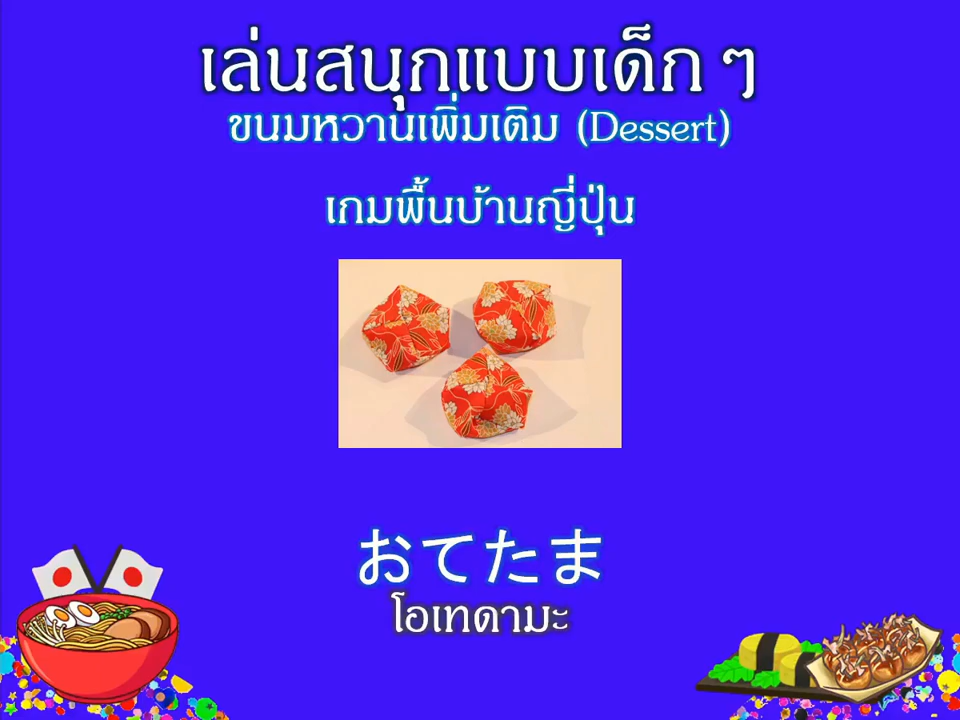 เล่นสนุกแบบเด็ก ๆ
ขนมหวานเพิ่มเติม (Dessert)
เกมพื้นบ้านญี่ปุ่น
おてたま
โอเทดามะ